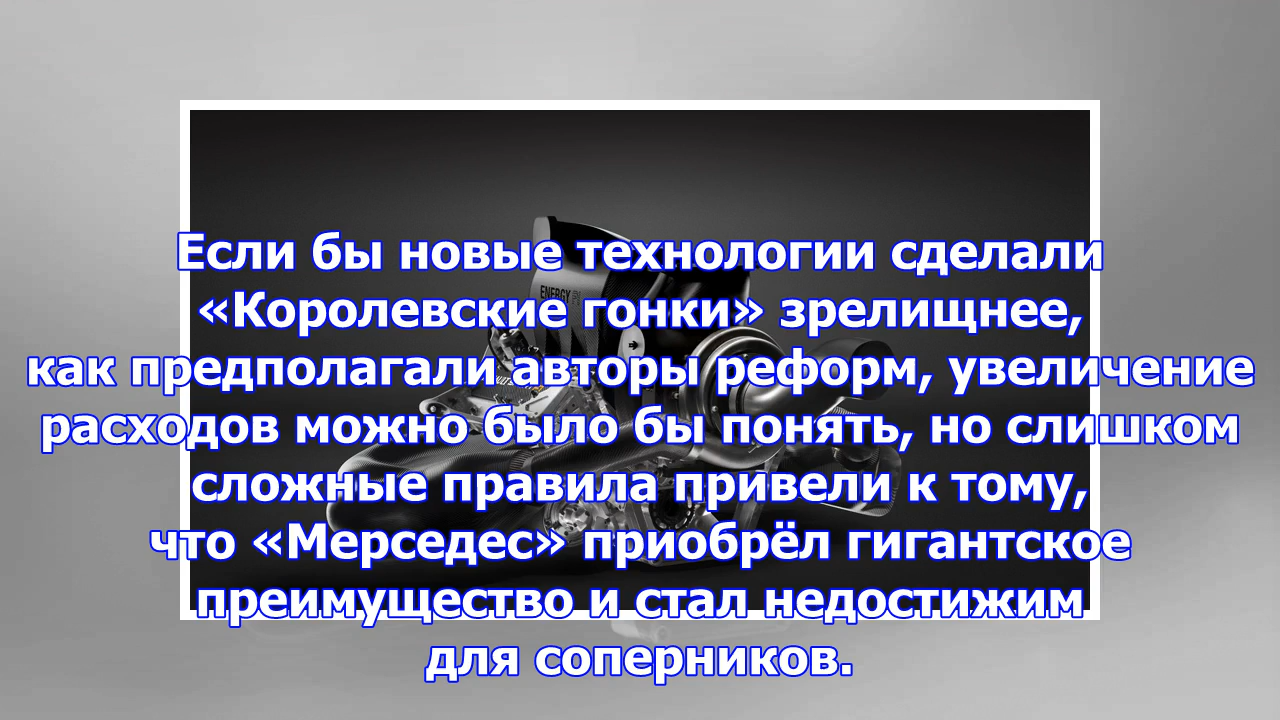 Если бы новые технологии сделали
«Королевские гонки» зрелищнее,
как предполагали авторы реформ, увеличение
расходов можно было бы понять, но слишком
сложные правила привели к тому,
что «Мерседес» приобрёл гигантское
преимущество и стал недостижим
для соперников.
ENERGY